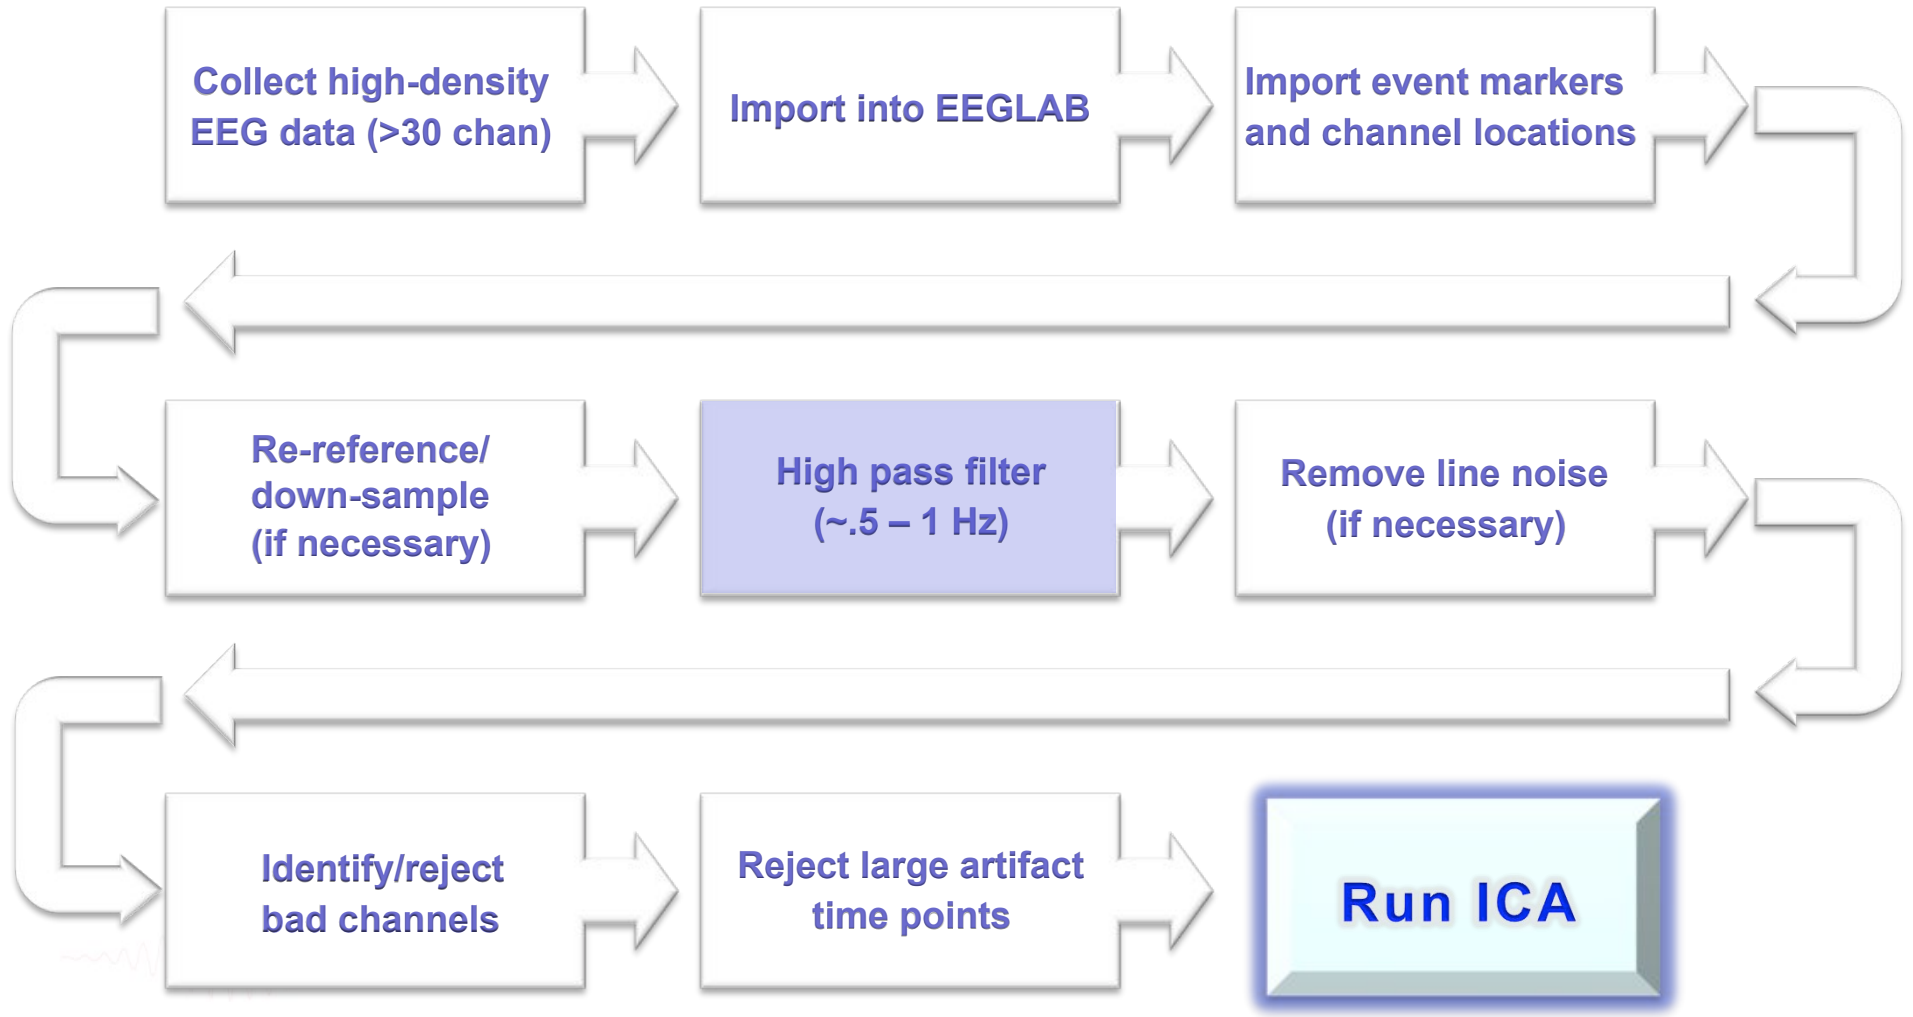 Collect high-density
EEG data (>30 chan)
Import into EEGLAB
Import event markers
and channel locations
Re-reference/
down-sample
(if necessary)
High pass filter
(~.5 – 1 Hz)
Remove line noise
(if necessary)
Identify/reject
bad channels
Reject large artifact
time points
Run ICA